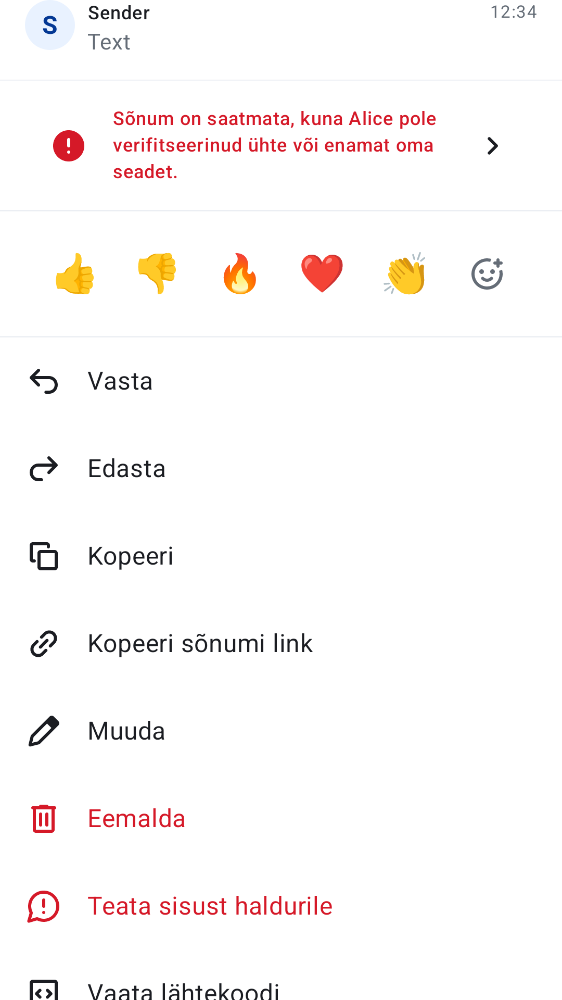 S
Sender
12:34
Text
Sõnum on saatmata, kuna Alice pole
verifitseerinud ühte või enamat oma
seadet.
Vasta
Edasta
Kopeeri
Kopeeri sõnumi link
Muuda
Eemalda
Teata sisust haldurile
Vaata lähtekoodi